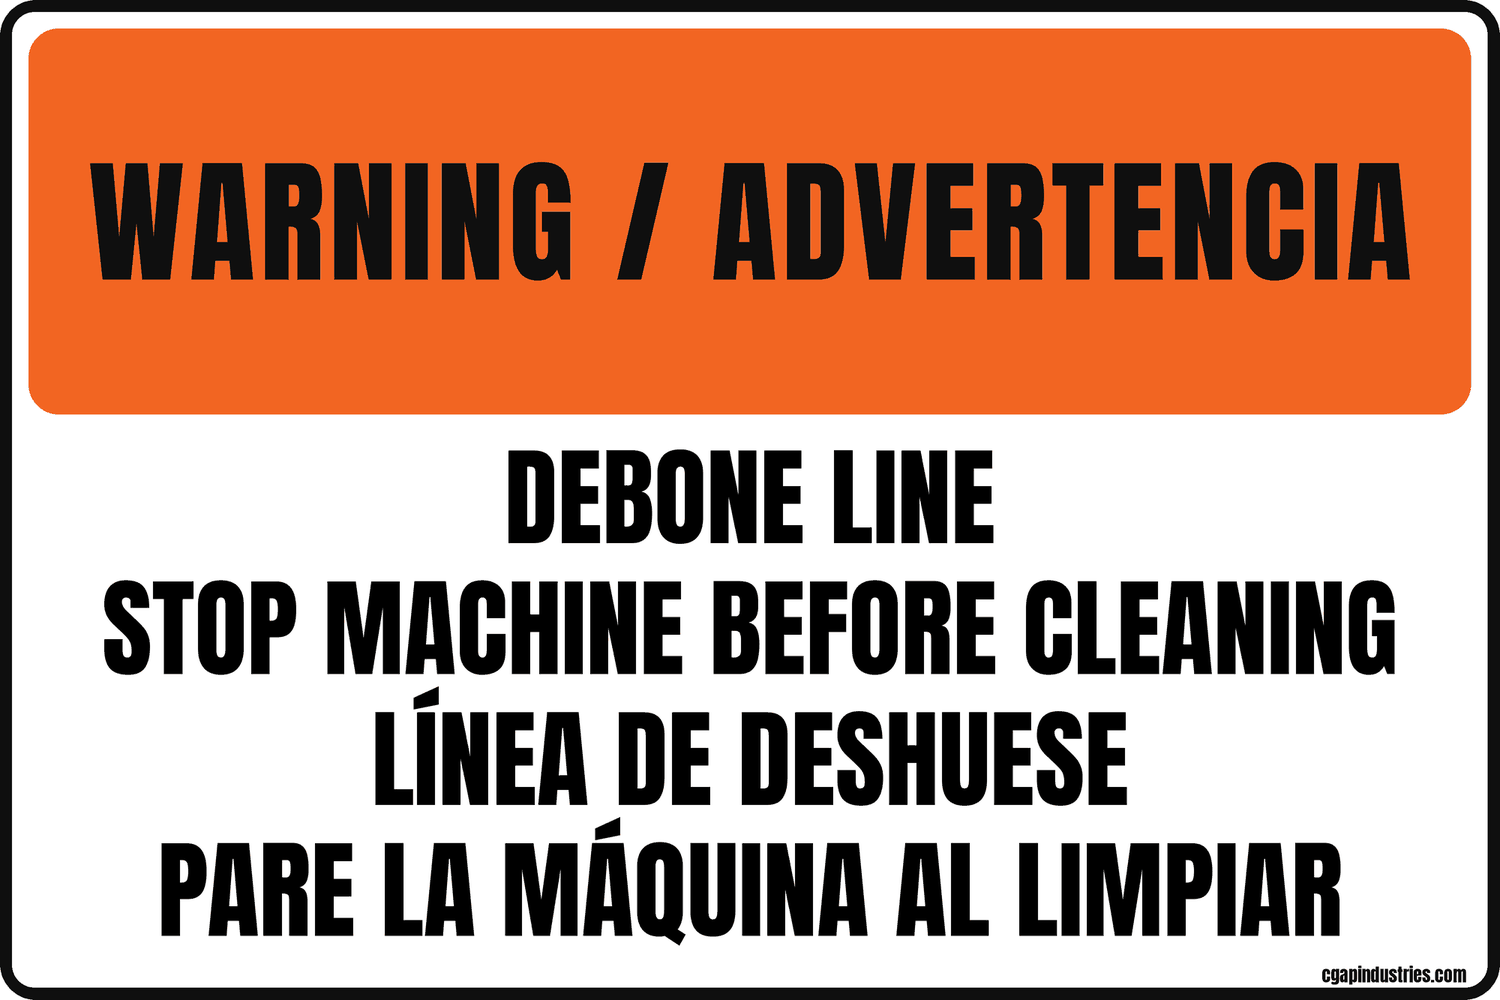 WARNING / ADVERTENCIA
DEBONE LINE
STOP MACHINE BEFORE CLEANING
LÍNEA DE DESHUESE
PARE LA MÁQUINA AL LIMPIAR
cgapindustries.com